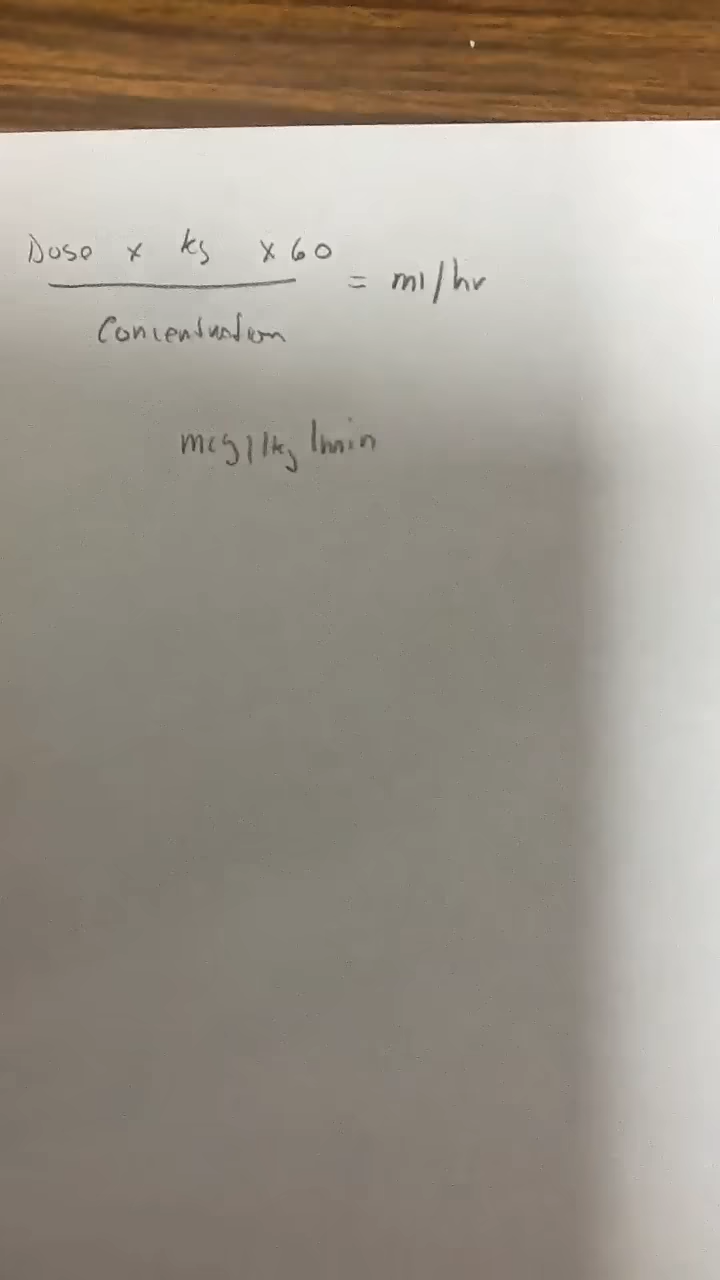 Dose x kg x 60
= ml/hr
Concentration
mcg/kg/min